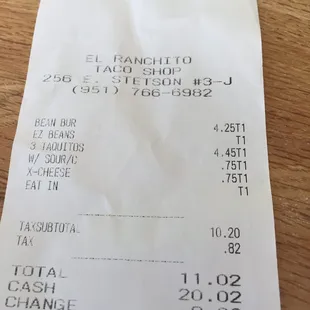 EL RANCHITO
TACO SHOP
256 E. STETSON #3-J
(951) 766-6982
BEAN BUR 4.25T1
EZ BEANS T1
3 TAQUITOS 4.45T1
W/ SOUR/C .75T1
X-CHEESE .75T1
EAT IN T1
TAXSUBTOTAL 10.20
TAX .82
TOTAL 11.02
CASH 20.02
CHANGE